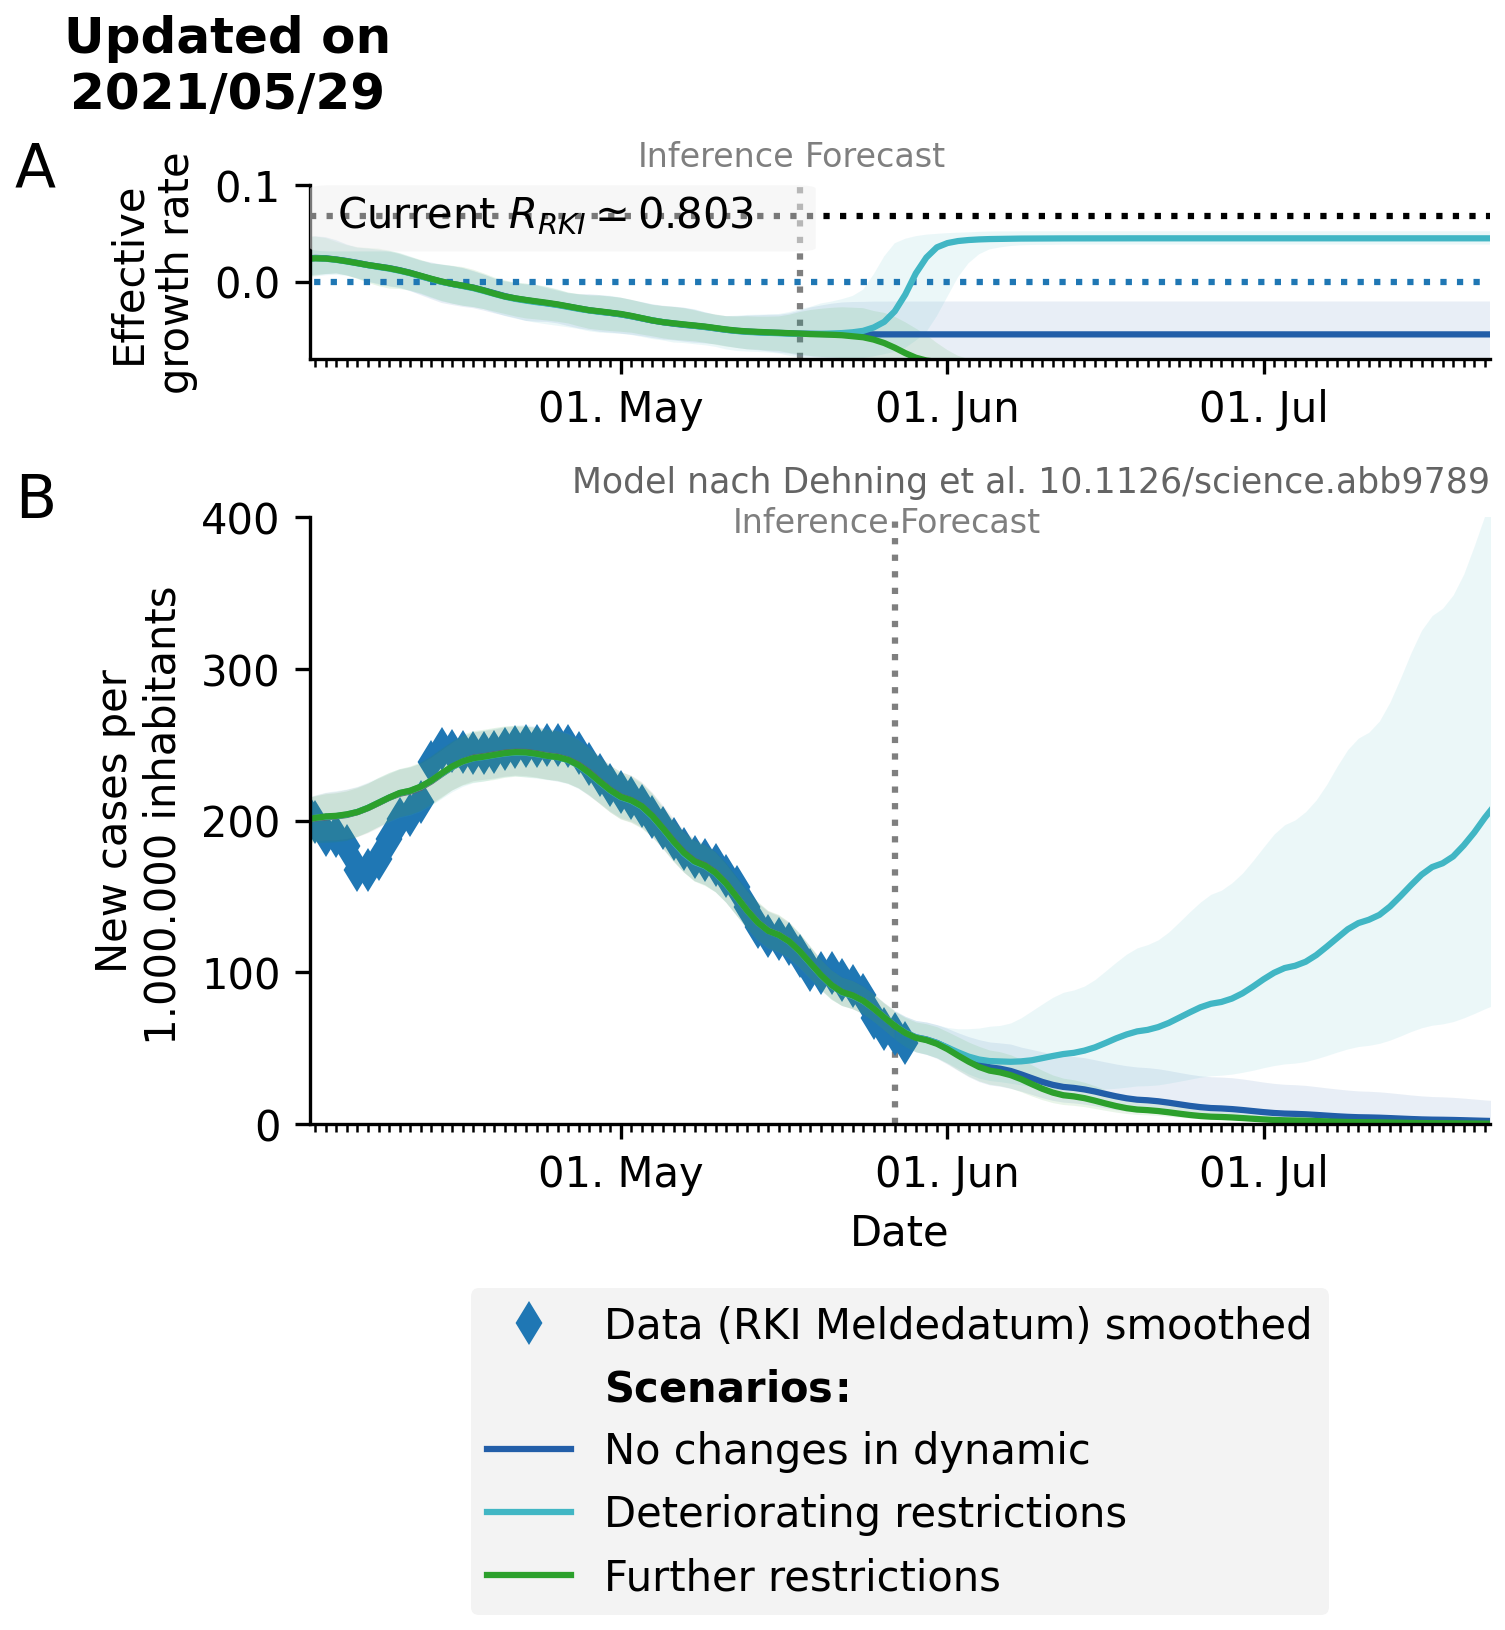 Updated on
2021/05/29
A
Inference Forecast
Effective
growth rate
0.1
0.0
Current R_RKI ≃ 0.803
01. May
01. Jun
01. Jul
B
Model nach Dehning et al. 10.1126/science.abb9789
Inference Forecast
New cases per
1.000.000 inhabitants
400
300
200
100
0
01. May
01. Jun
01. Jul
Date
Data (RKI Meldedatum) smoothed
Scenarios:
No changes in dynamic
Deteriorating restrictions
Further restrictions